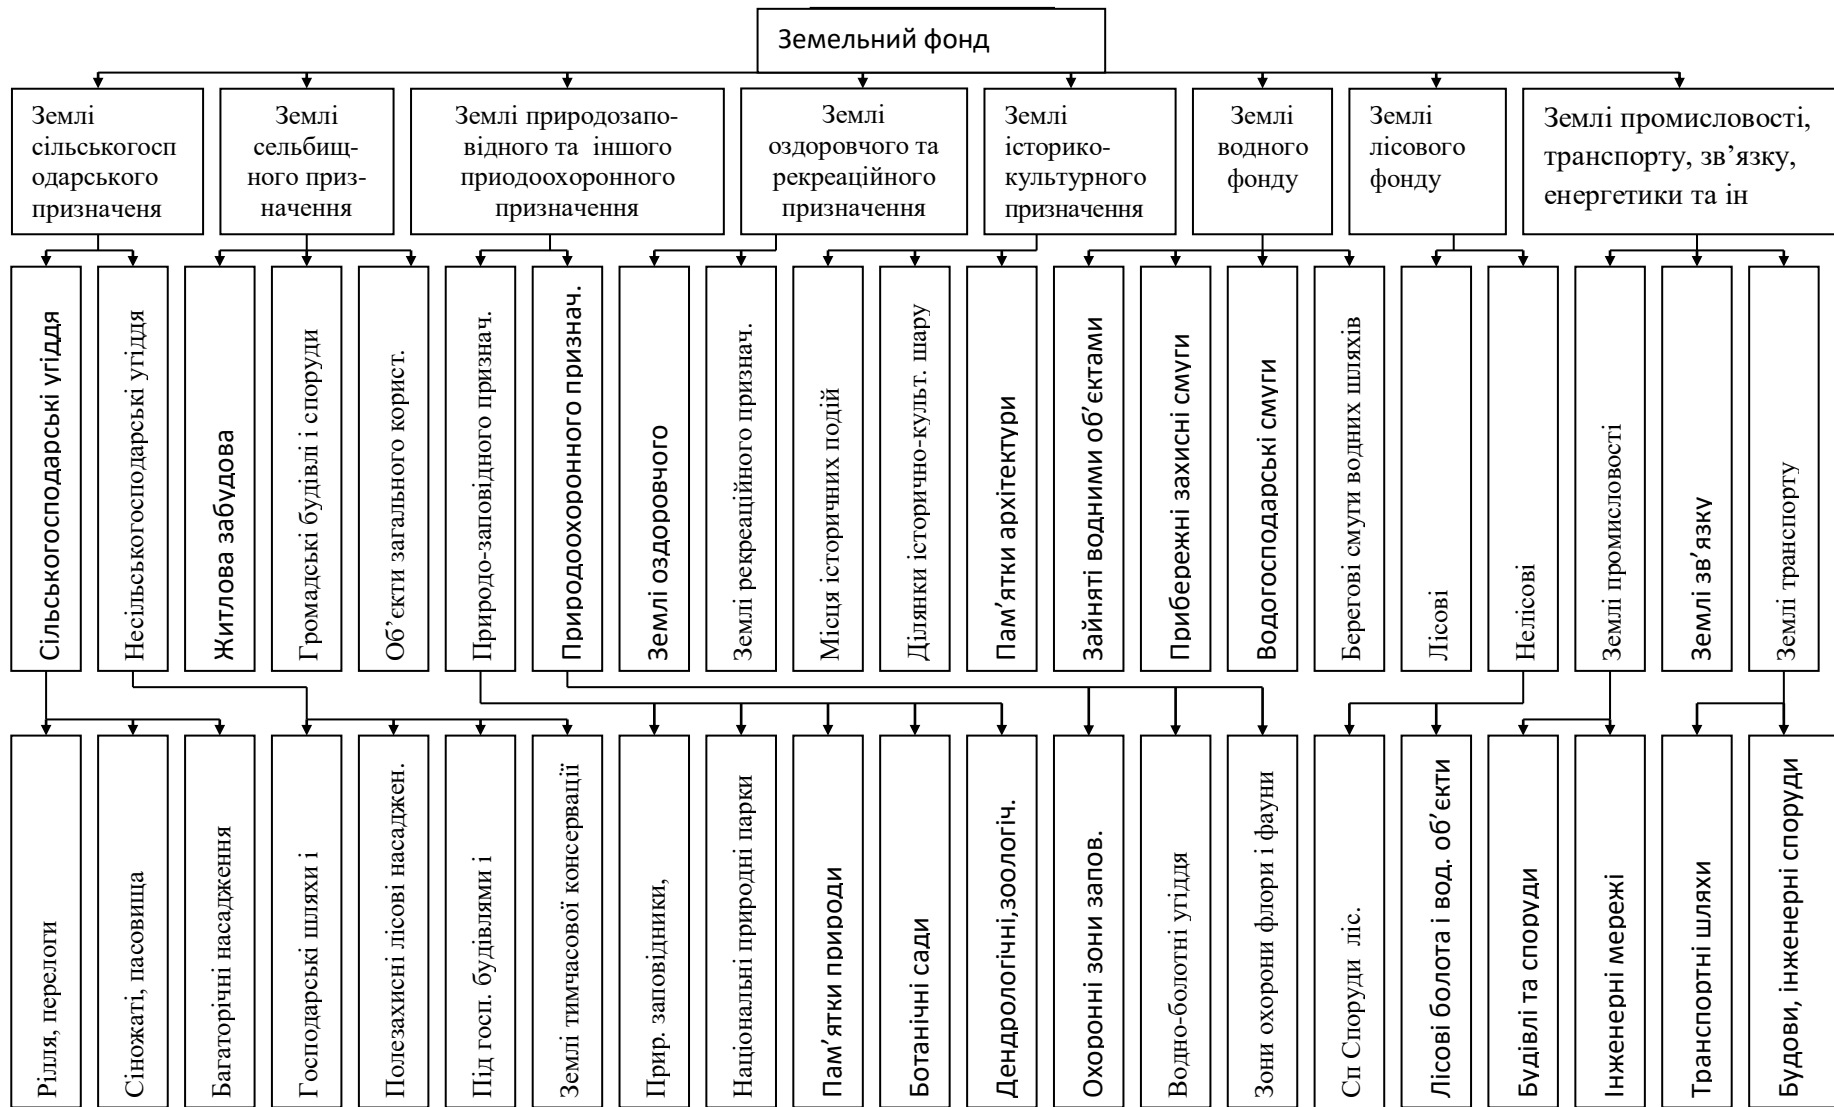 Земельний фонд
Землі
сільськогосп
одарського
призначеня
Землі
сельбищ-
ного приз-
начення
Землі природозапо-
відного та іншого
приодоохоронного
призначення
Землі
оздоровчого та
рекреаційного
призначення
Землі
історико-
культурного
призначення
Землі
водного
фонду
Землі
лісового
фонду
Землі промисловості,
транспорту, зв’язку,
енергетики та ін
Сільськогосподарські угіддя
Несільськогосподарські угіддя
Житлова забудова
Громадські будівлі і споруди
Об’єкти загального корист.
Природо-заповідного признач.
Природоохоронного признач.
Землі оздоровчого
Землі рекреаційного признач.
Місця історичних подій
Ділянки історично-культ. шару
Пам’ятки архітектури
Зайняті водними об’єктами
Прибережні захисні смуги
Водогосподарські смуги
Берегові смуги водних шляхів
Лісові
Нелісові
Землі промисловості
Землі зв’язку
Землі транспорту
Рілля, перелоги
Сіножаті, пасовища
Багаторічні насадження
Господарські шляхи і
Полезахисні лісові насаджен.
Під госп. будівлями і
Землі тимчасової консервації
Прир. заповідники,
Національні природні парки
Пам’ятки природи
Ботанічні сади
Дендрологічні,зоологіч.
Охоронні зони запов.
Водно-болотні угіддя
Зони охорони флори і фауни
Сп Споруди ліс.
Лісові болота і вод. об’єкти
Будівлі та споруди
Інженерні мережі
Транспортні шляхи
Будови, інженерні споруди